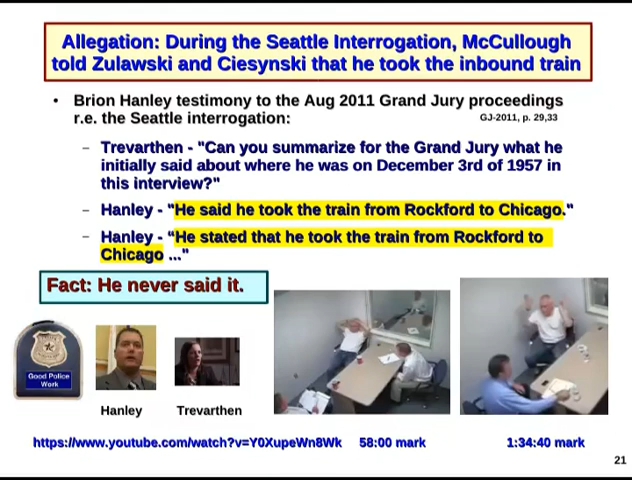 Allegation: During the Seattle Interrogation, McCullough
told Zulawski and Ciesynski that he took the inbound train
• Brion Hanley testimony to the Aug 2011 Grand Jury proceedings
r.e. the Seattle interrogation:
GJ-2011, p. 29,33
– Trevarthen - "Can you summarize for the Grand Jury what he
initially said about where he was on December 3rd of 1957 in
this interview?"
– Hanley - "He said he took the train from Rockford to Chicago."
– Hanley - "He stated that he took the train from Rockford to
Chicago ..."
Fact: He never said it.
Good Police
Work
Hanley
Trevarthen
https://www.youtube.com/watch?v=Y0XupeWn8Wk 58:00 mark 1:34:40 mark
21